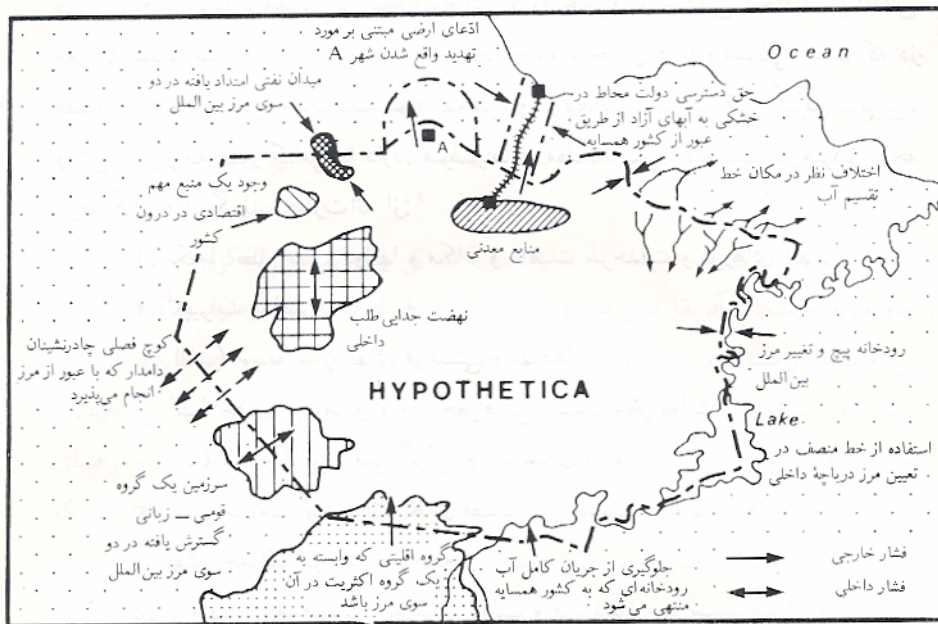 ادّعای ارضی مبتنی بر مورد
تهدید واقع شدن شهر A
Ocean
میدان نفتی امتداد یافته در دو
سوی مرز بین الملل
حق دسترسی دولت محاط در
خشکی به آبهای آزاد از طریق
عبور از کشور همسایه
A
اختلاف نظر در مکان خط
تقسیم آب
وجود یک منبع مهم
اقتصادی در درون
کشور
منابع معدنی
نهضت جدایی طلب
داخلی
کوچ فصلی چادرنشینان
دامدار که با عبور از مرز
انجام می‌پذیرد
رودخانه پیچ و تغییر مرز
بین الملل
HYPOTHETICA
Lake
استفاده از خط منصف در
تعیین مرز دریاچهٔ داخلی
سرزمین یک گروه
قومی ـــ زبانی
گسترش یافته در دو
سوی مرز بین الملل
گروه اقلیتی که وابسته به
یک گروه اکثریت در آن
سوی مرز باشد
جلوگیری از جریان کامل آب
رودخانه‌ای که به کشور همسایه
منتهی می‌شود
فشار خارجی
فشار داخلی